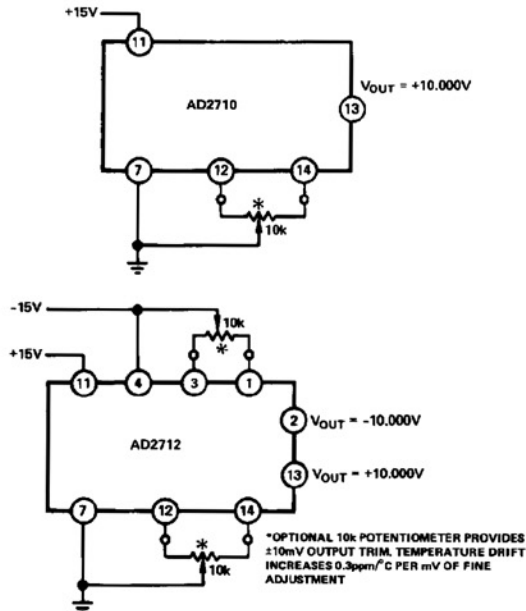 +15V
11
AD2710
VOUT = +10.000V
13
7
12
14
*
10k
-15V
10k
*
+15V
11
4
3
1
2
VOUT = -10.000V
AD2712
13
VOUT = +10.000V
7
12
14
*
10k
*OPTIONAL 10k POTENTIOMETER PROVIDES
±10mV OUTPUT TRIM. TEMPERATURE DRIFT
INCREASES 0.3ppm/°C PER mV OF FINE
ADJUSTMENT